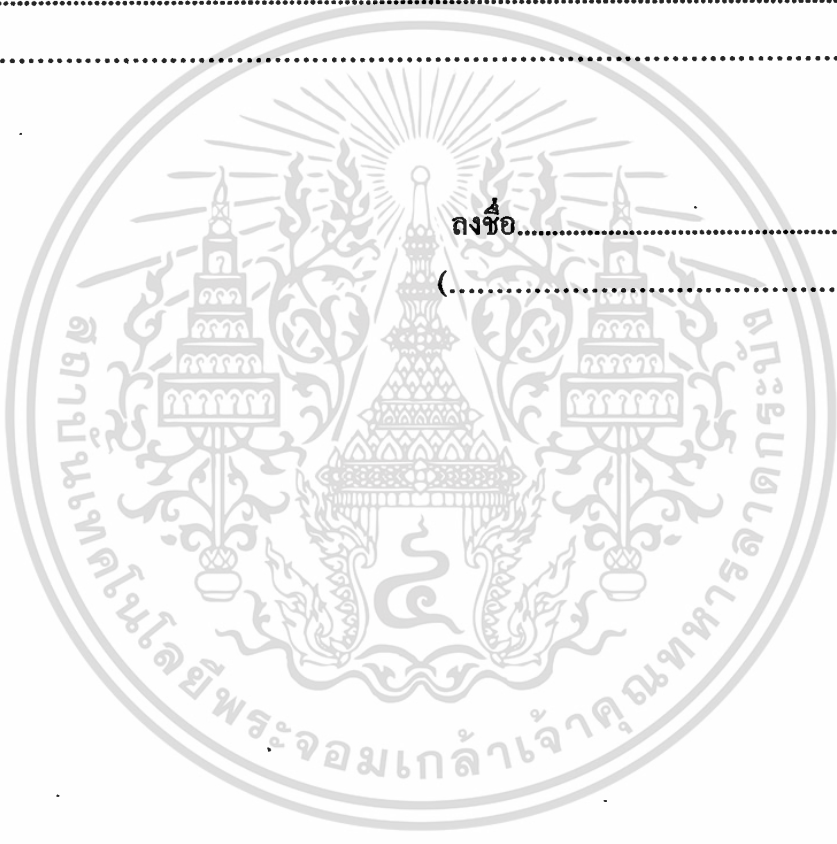 ลงชื่อ
(
สถาบันเทคโนโลยีพระจอมเกล้าเจ้าคุณทหารลาดกระบัง
๔